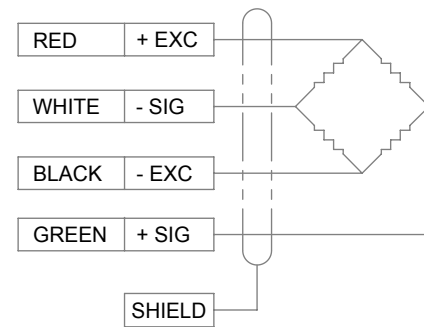 RED + EXC
WHITE - SIG
BLACK - EXC
GREEN + SIG
SHIELD